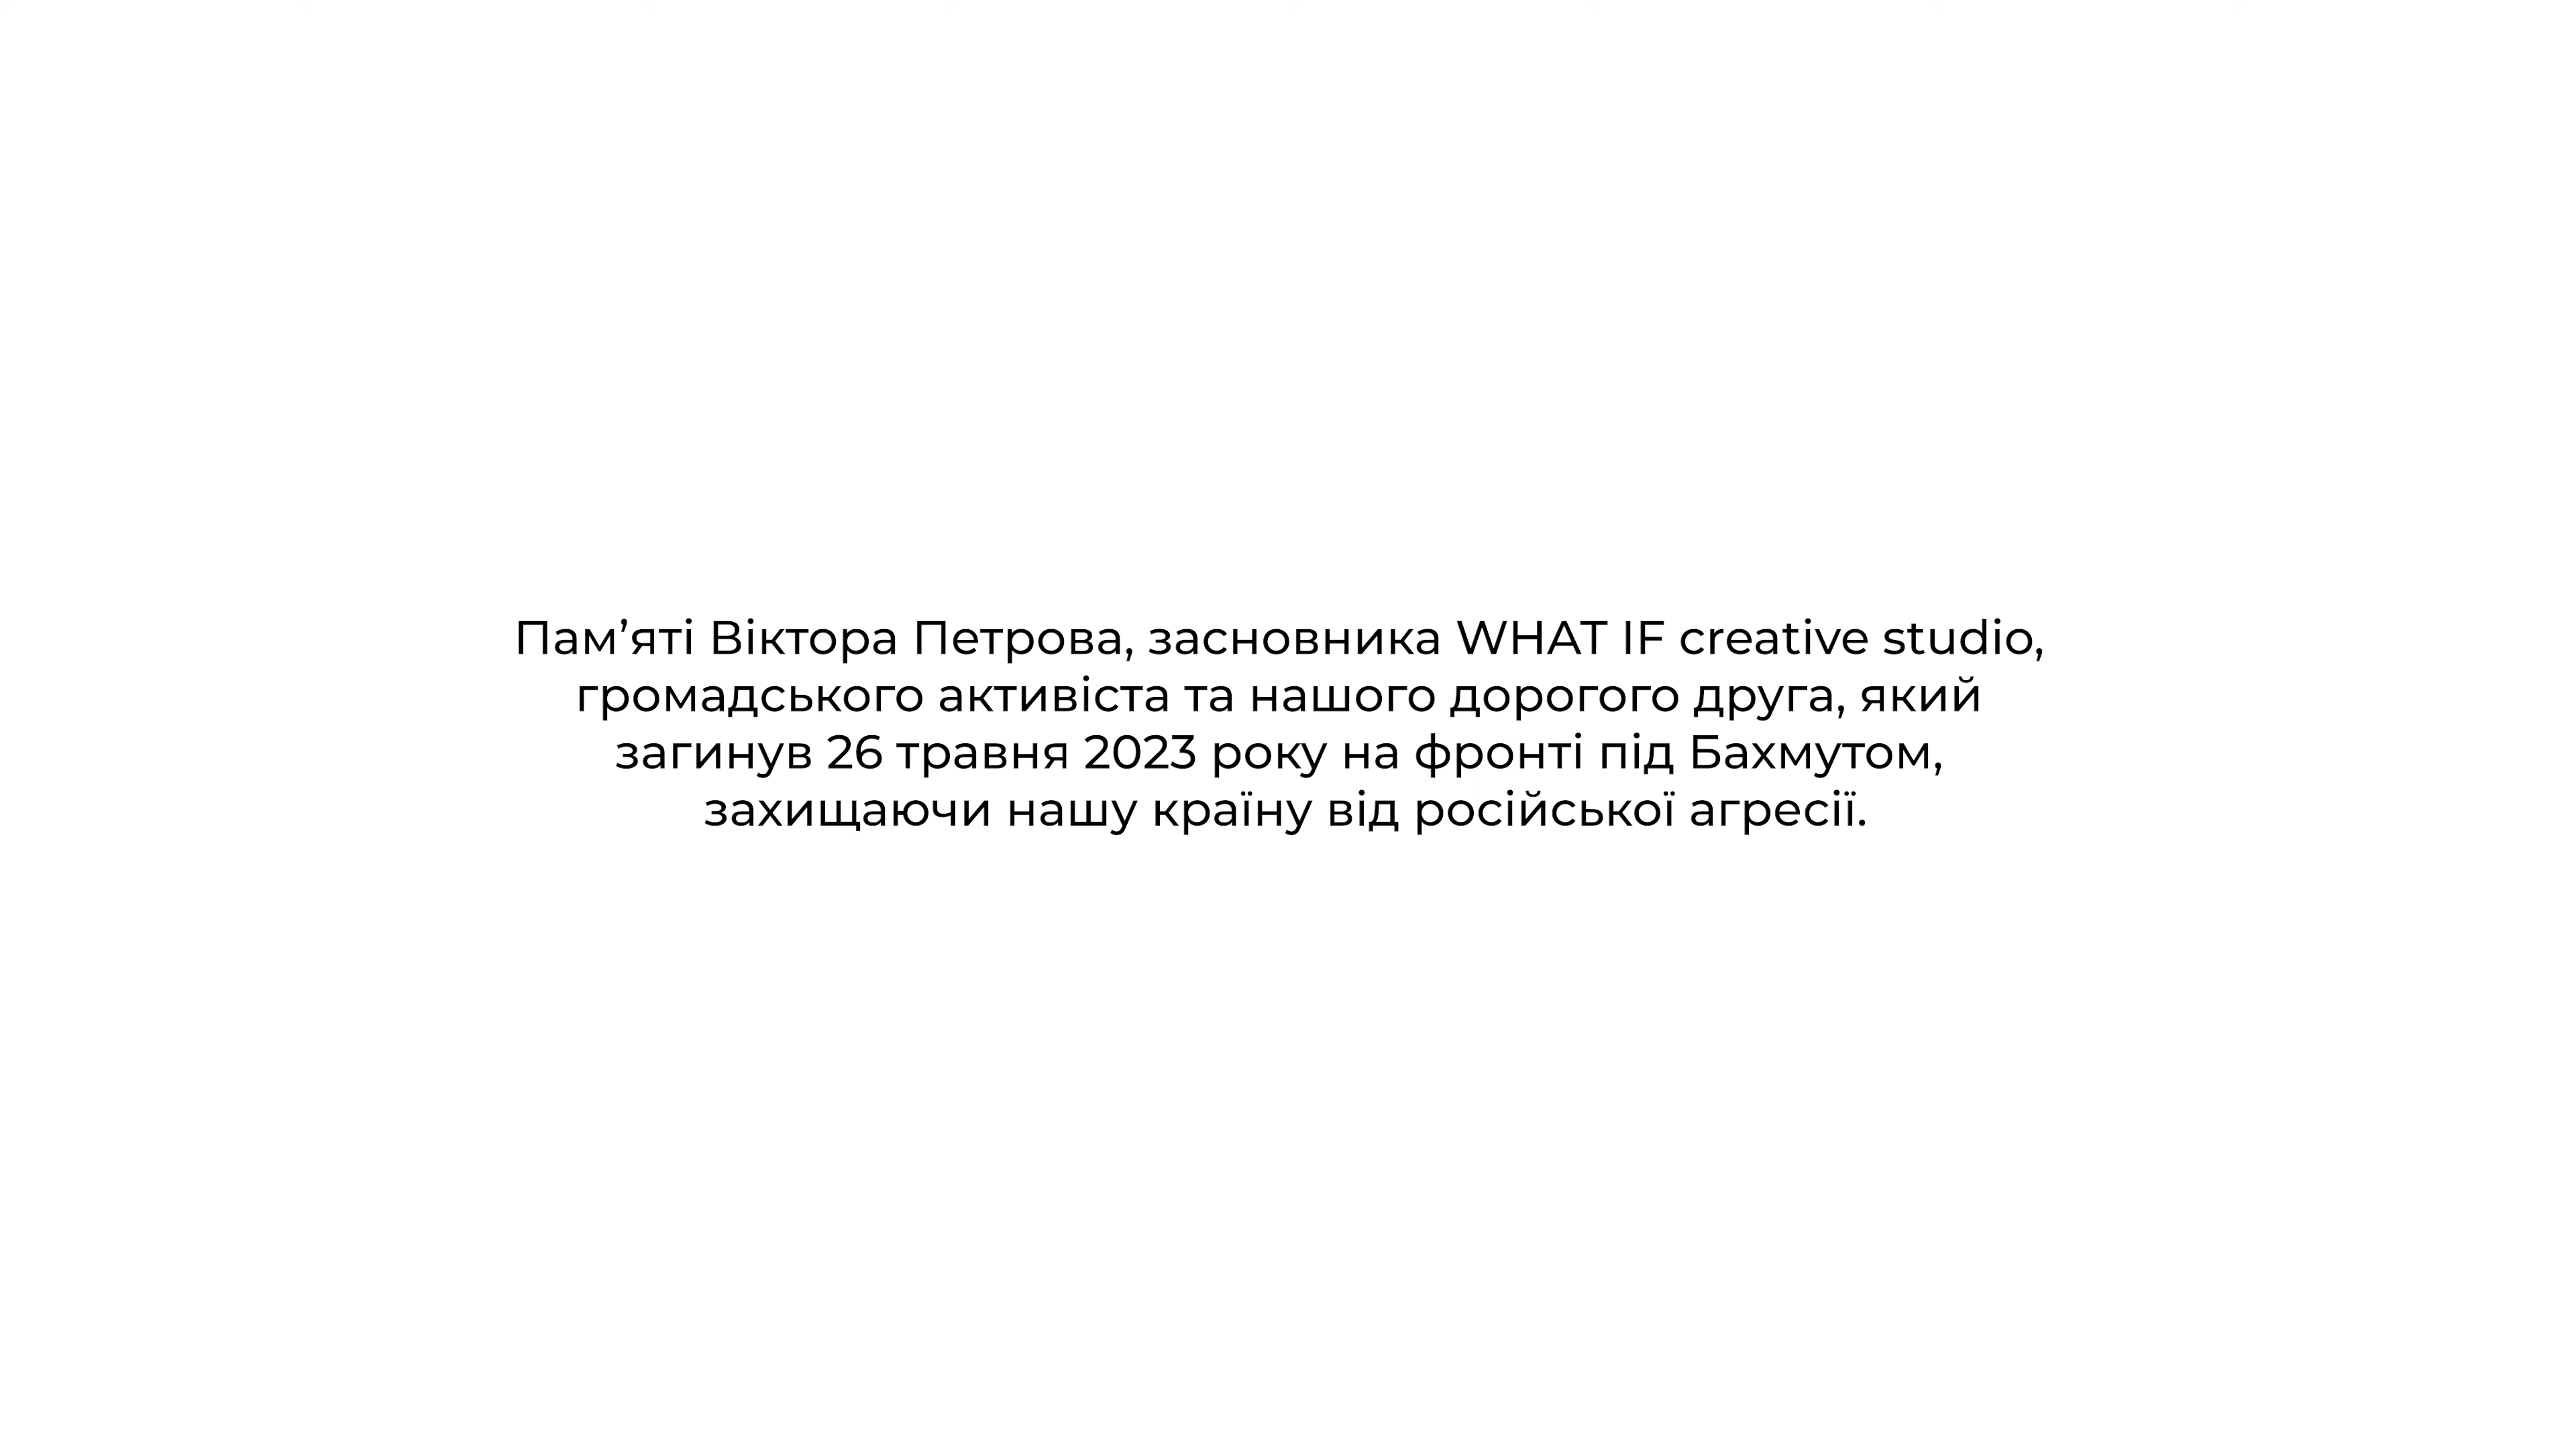 Пам’яті Віктора Петрова, засновника WHAT IF creative studio,
громадського активіста та нашого дорогого друга, який
загинув 26 травня 2023 року на фронті під Бахмутом,
захищаючи нашу країну від російської агресії.